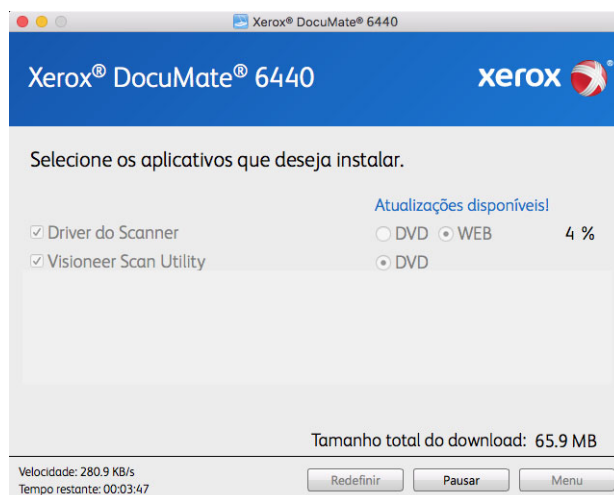 Xerox® DocuMate® 6440
Xerox® DocuMate® 6440
xerox ®
Selecione os aplicativos que deseja instalar.
Atualizações disponíveis!
Driver do Scanner DVD WEB 4 %
Visioneer Scan Utility DVD
Tamanho total do download: 65.9 MB
Velocidade: 280.9 KB/s
Tempo restante: 00:03:47
Redefinir Pausar Menu